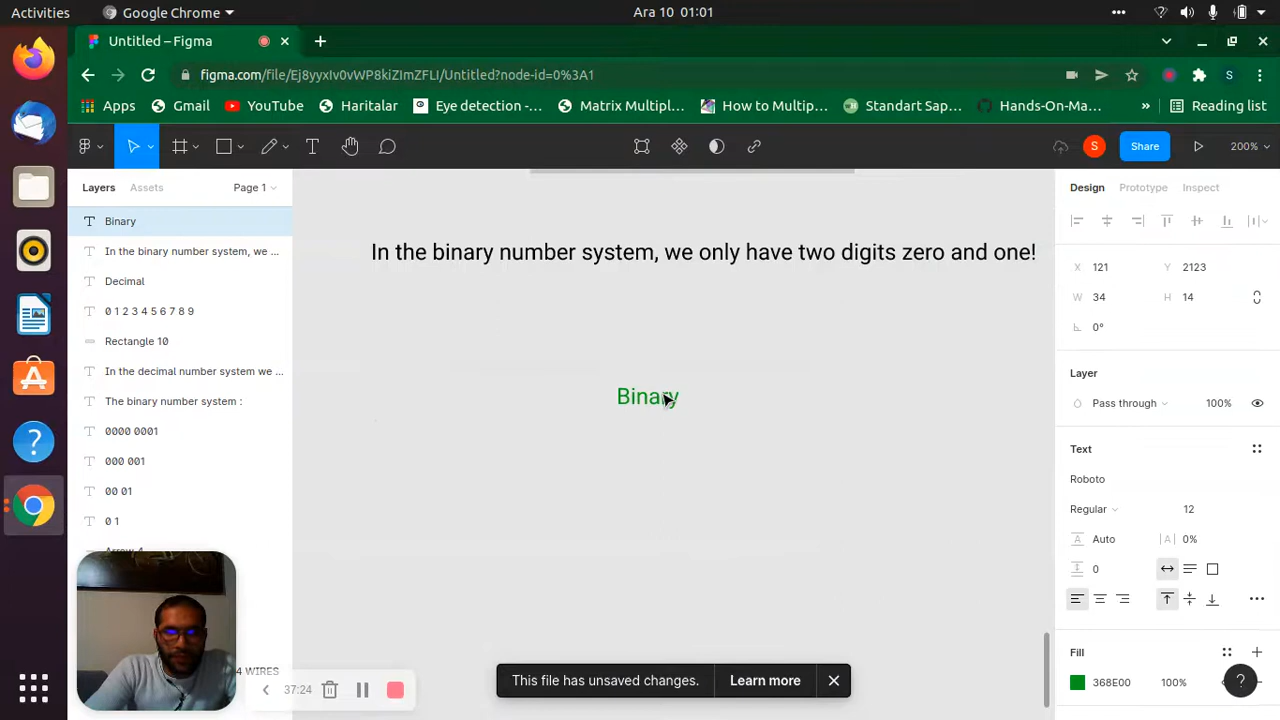 Activities Google Chrome Ara 10 01:01
Untitled – Figma
figma.com/file/Ej8yyxIv0vWP8kiZImZFLI/Untitled?node-id=0%3A1 S
Apps Gmail YouTube Haritalar Eye detection -... Matrix Multipl... How to Multip... Standart Sap... Hands-On-Ma... » Reading list
S Share 200%
Layers Assets Page 1 Design Prototype Inspect
Binary
In the binary number system, we ...
In the binary number system, we only have two digits zero and one!
X 121 Y 2123
Decimal
W 34 H 14
0 1 2 3 4 5 6 7 8 9
0°
Rectangle 10
In the decimal number system we ...
Layer
Binary
The binary number system :
Pass through 100%
0000 0001
Text
000 001
Roboto
00 01
Regular 12
0 1
Auto 0%
Arrow 4
0
Fill
4 WIRES
37:24
This file has unsaved changes. Learn more
368E00 100%